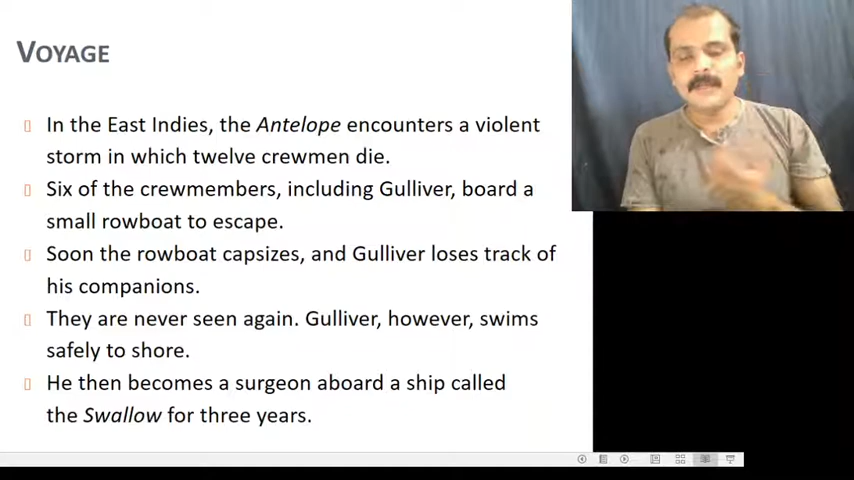 VOYAGE
In the East Indies, the Antelope encounters a violent
storm in which twelve crewmen die.
Six of the crewmembers, including Gulliver, board a
small rowboat to escape.
Soon the rowboat capsizes, and Gulliver loses track of
his companions.
They are never seen again. Gulliver, however, swims
safely to shore.
He then becomes a surgeon aboard a ship called
the Swallow for three years.